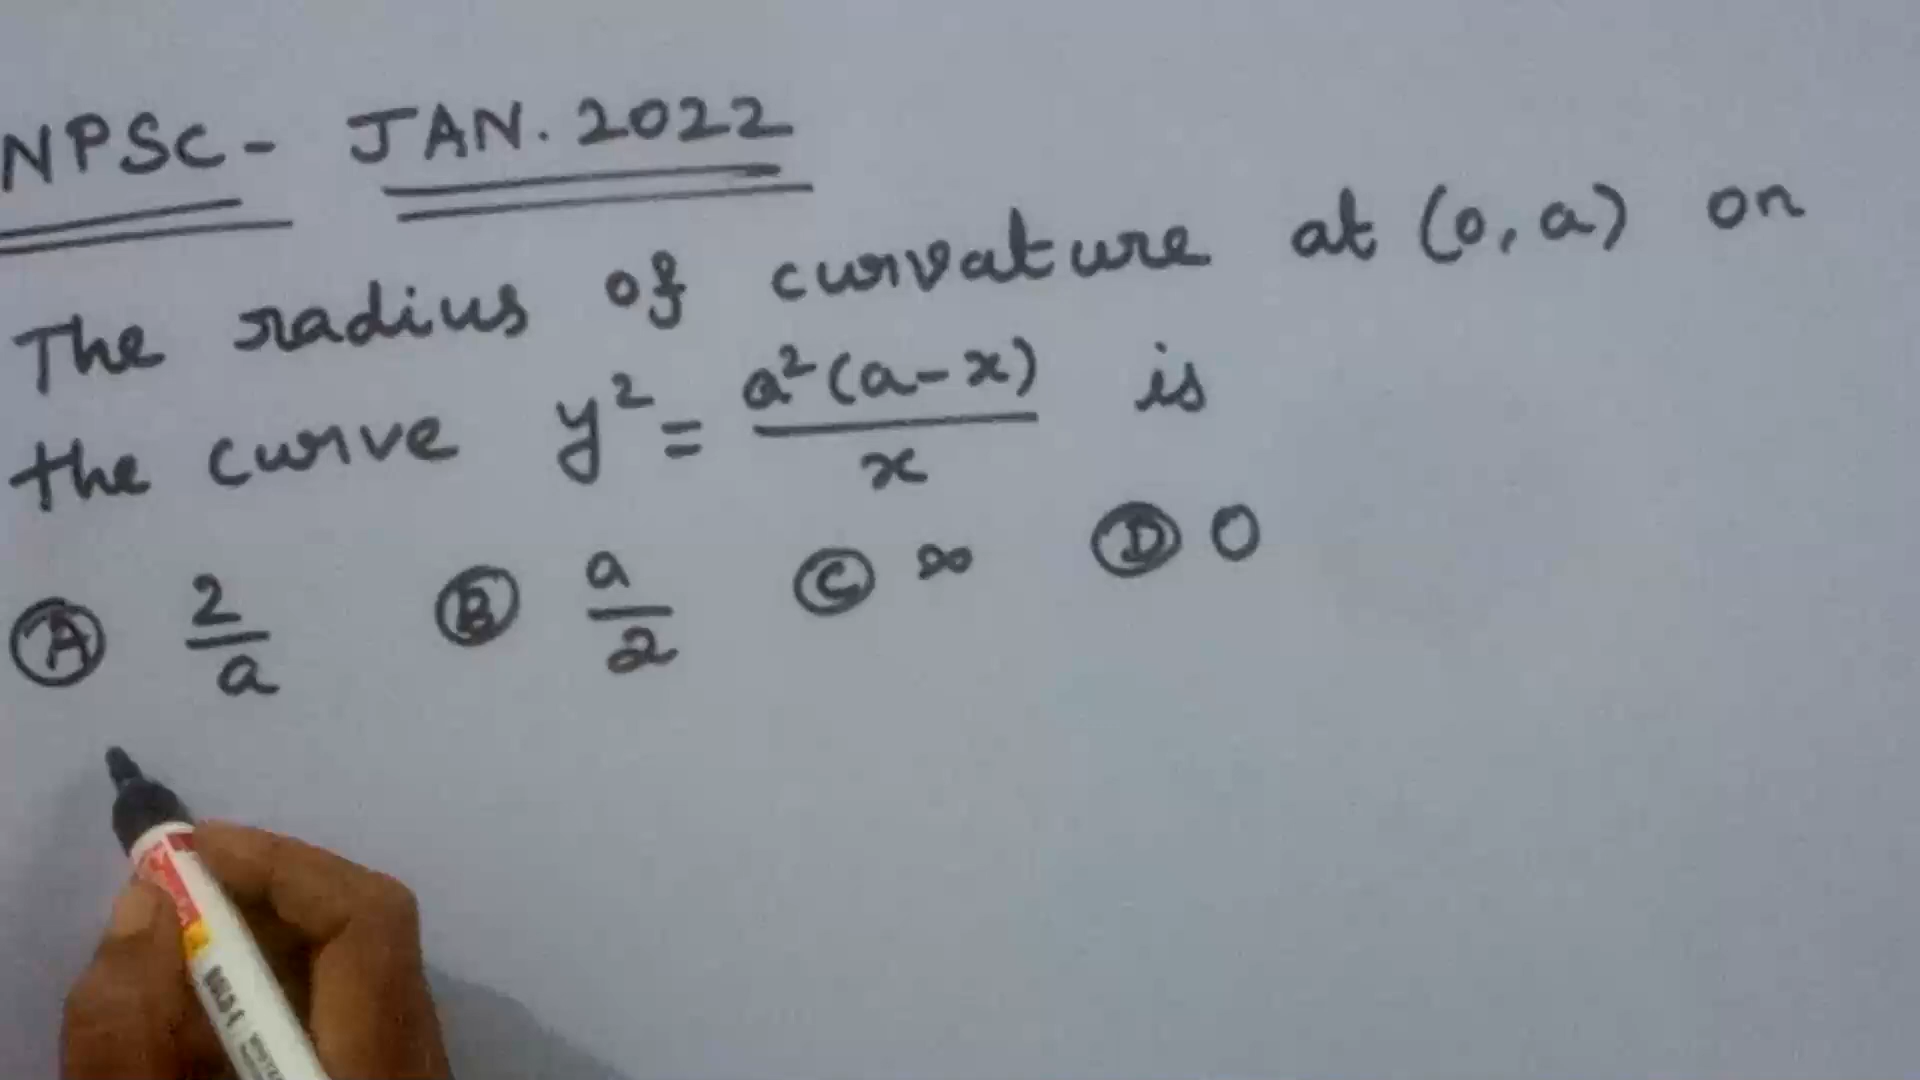 NPSC - JAN. 2022
The radius of curvature at (0, a) on
the curve y² = a²(a-x)/x is
Ⓐ 2/a Ⓑ a/2 Ⓒ ∞ Ⓓ 0